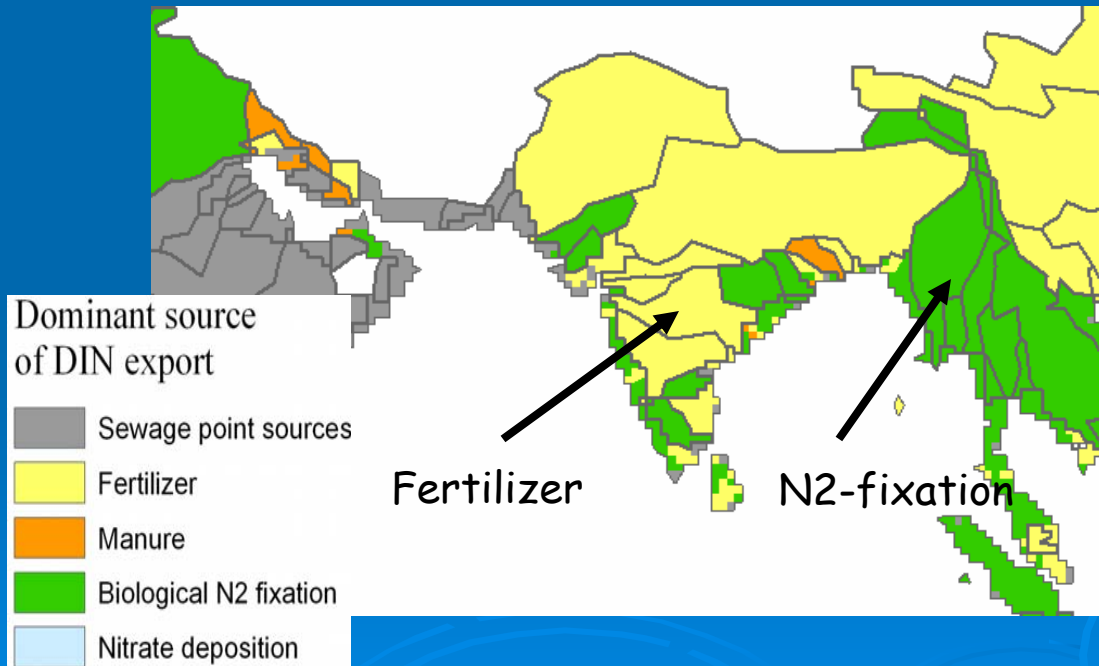 Dominant source
of DIN export
Sewage point sources
Fertilizer
Manure
Biological N2 fixation
Nitrate deposition
Fertilizer
N2-fixation